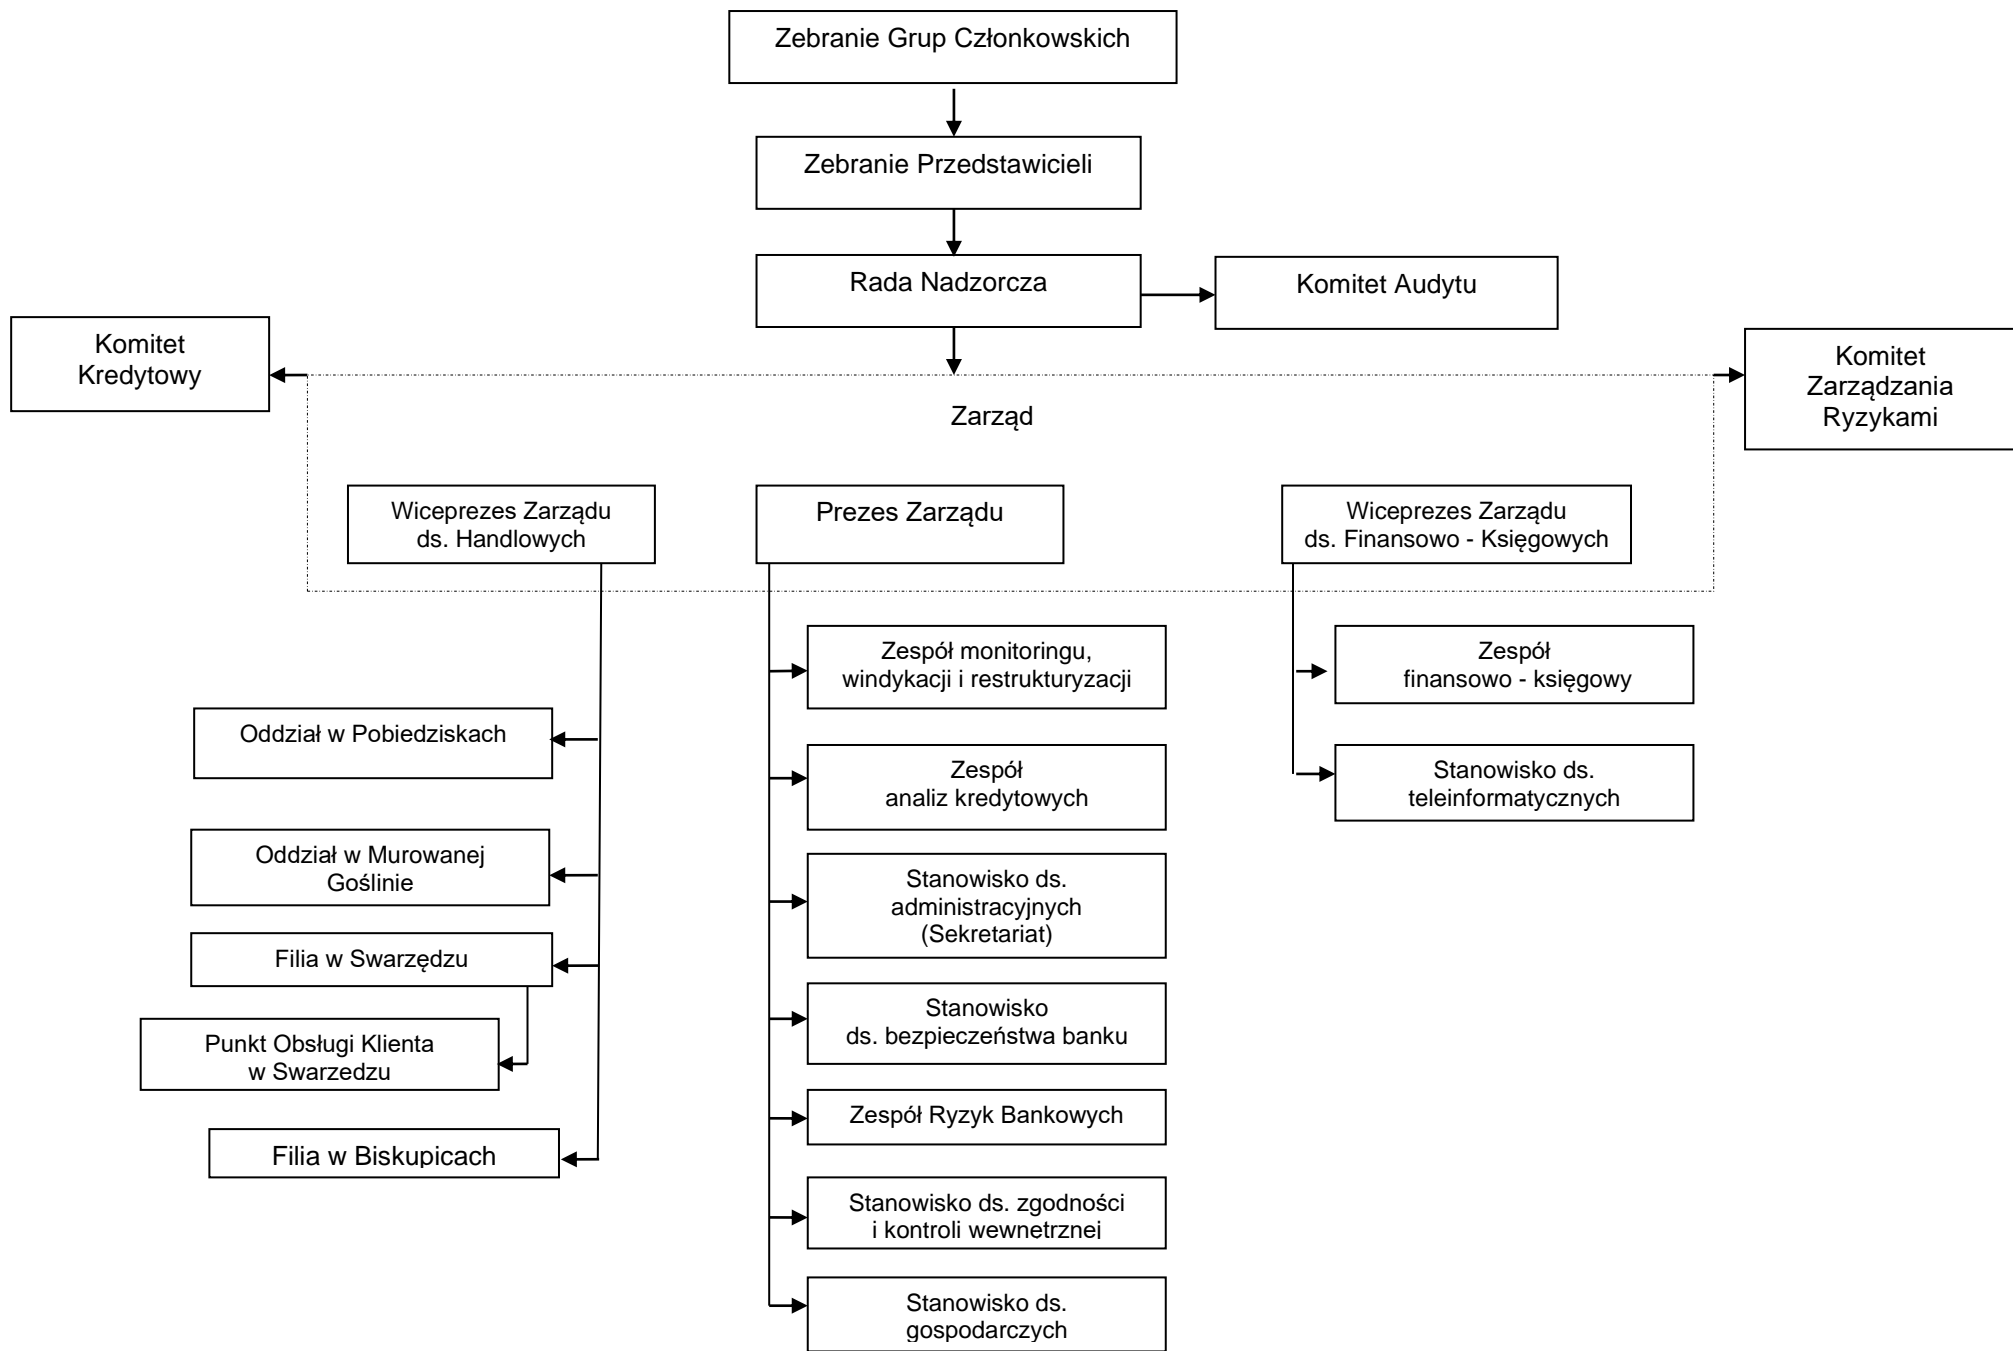 Zebranie Grup Członkowskich
Zebranie Przedstawicieli
Rada Nadzorcza
Komitet Audytu
Komitet
Kredytowy
Komitet
Zarządzania
Ryzykami
Zarząd
Wiceprezes Zarządu
ds. Handlowych
Prezes Zarządu
Wiceprezes Zarządu
ds. Finansowo - Księgowych
Oddział w Pobiedziskach
Oddział w Murowanej
Goślinie
Filia w Swarzędzu
Punkt Obsługi Klienta
w Swarzedzu
Filia w Biskupicach
Zespół monitoringu,
windykacji i restrukturyzacji
Zespół
analiz kredytowych
Stanowisko ds.
administracyjnych
(Sekretariat)
Stanowisko
ds. bezpieczeństwa banku
Zespół Ryzyk Bankowych
Stanowisko ds. zgodności
i kontroli wewnetrznej
Stanowisko ds.
gospodarczych
Zespół
finansowo - księgowy
Stanowisko ds.
teleinformatycznych